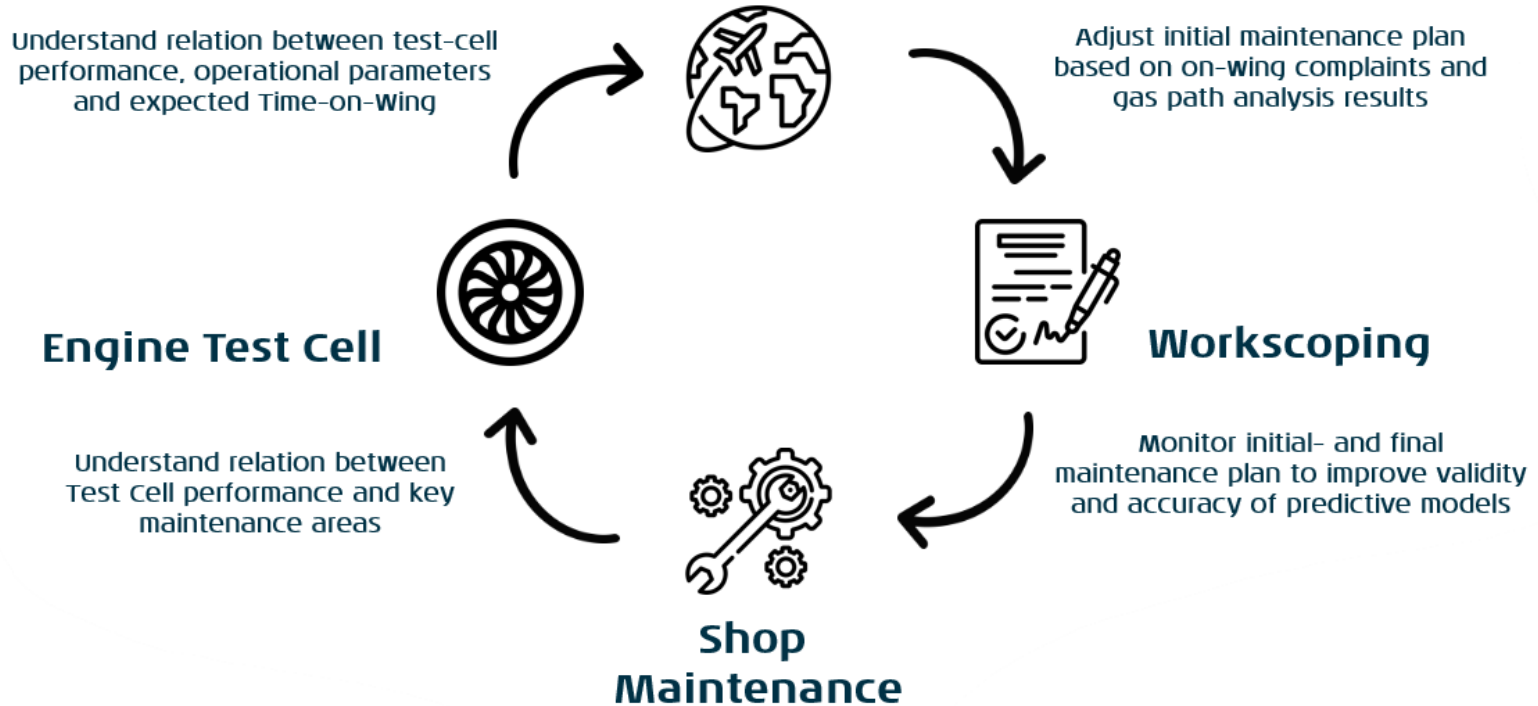 Understand relation between test-cell
performance, operational parameters
and expected Time-on-Wing
Adjust initial maintenance plan
based on on-wing complaints and
gas path analysis results
Engine Test Cell
Workscoping
Understand relation between
Test Cell performance and key
maintenance areas
Monitor initial- and final
maintenance plan to improve validity
and accuracy of predictive models
Shop
Maintenance